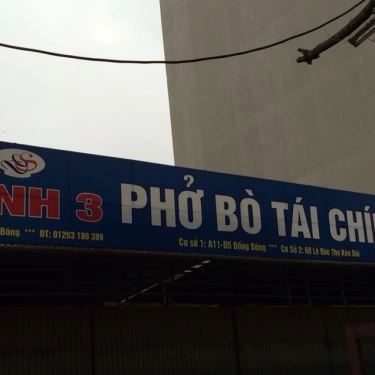 NH 3 PHỞ BÒ TÁI CHÍ
Bông *** ĐT: 01293 186 389 Cơ sở 1: A11-D5 Đồng Bông *** Cơ Sở 2: 60 Lê Đức Thọ Kéo Dài